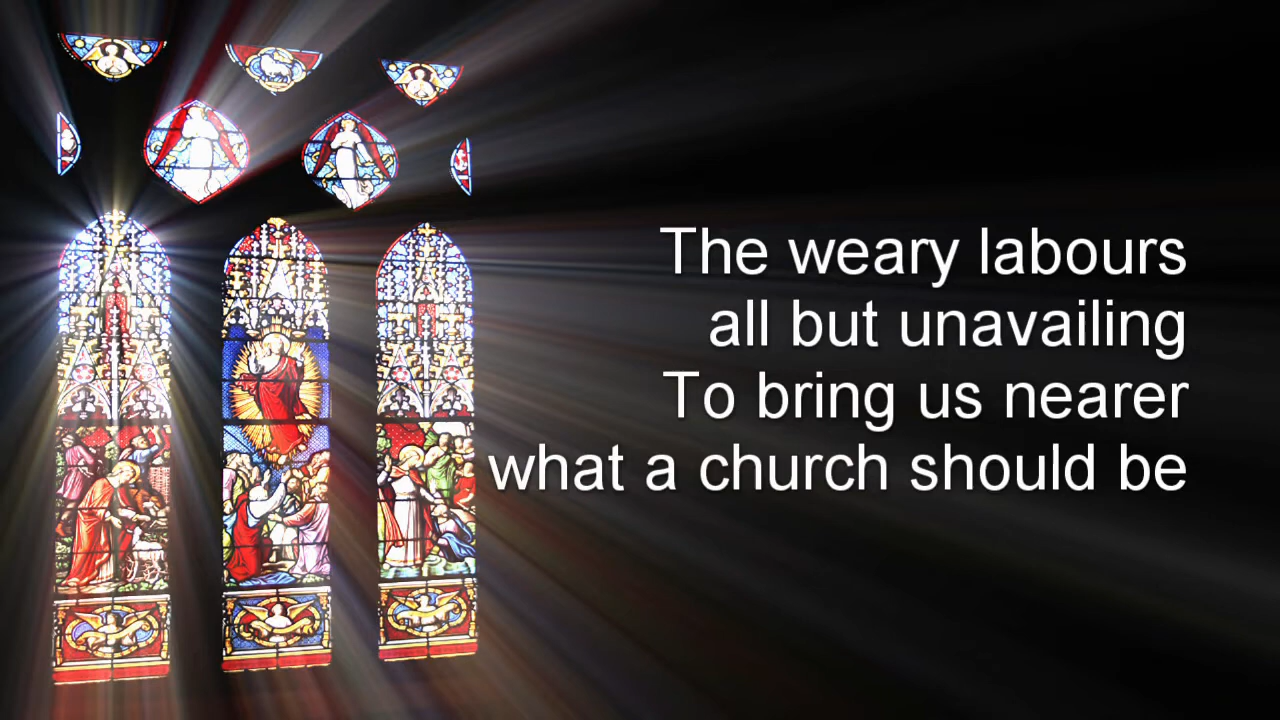 The weary labours
all but unavailing
To bring us nearer
what a church should be